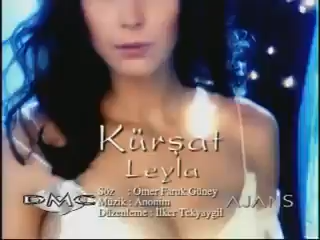 Kürşat
Leyla
Söz : Ömer Faruk Güney
Müzik : Anonim
Düzenleme : İlker Tekyaygil
DMC
AJANS